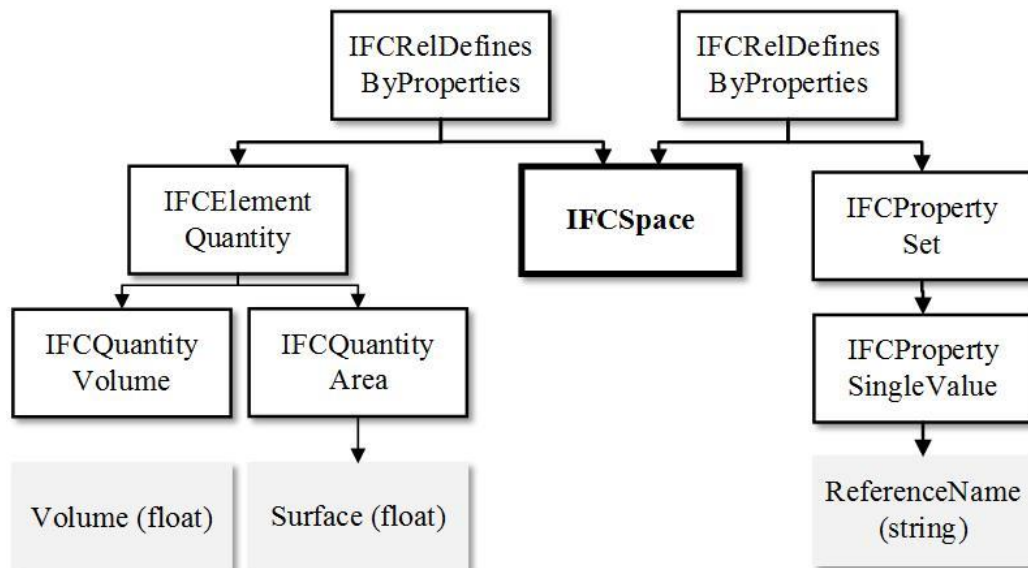 IFCRelDefines
ByProperties
IFCRelDefines
ByProperties
IFCElement
Quantity
IFCSpace
IFCProperty
Set
IFCQuantity
Volume
IFCQuantity
Area
IFCProperty
SingleValue
Volume (float)
Surface (float)
ReferenceName
(string)